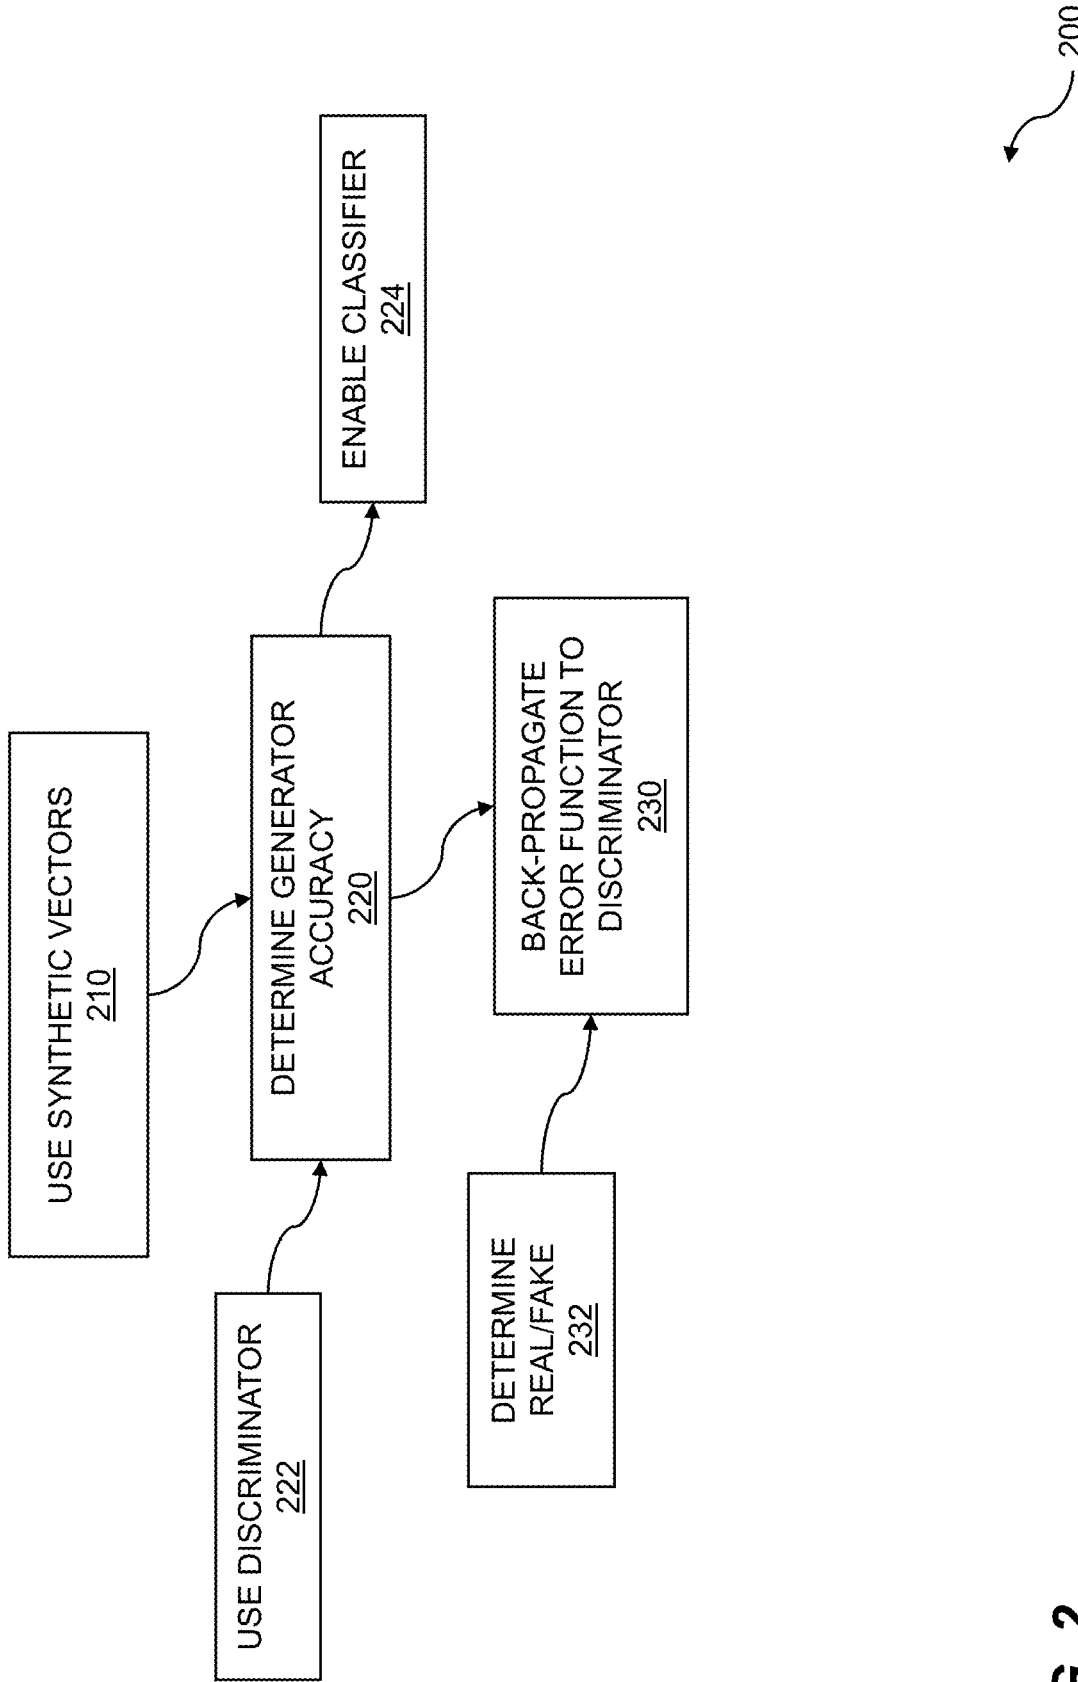 200
USE SYNTHETIC VECTORS
210
USE DISCRIMINATOR
222
DETERMINE GENERATOR
ACCURACY
220
ENABLE CLASSIFIER
224
DETERMINE
REAL/FAKE
232
BACK-PROPAGATE
ERROR FUNCTION TO
DISCRIMINATOR
230
G. 2